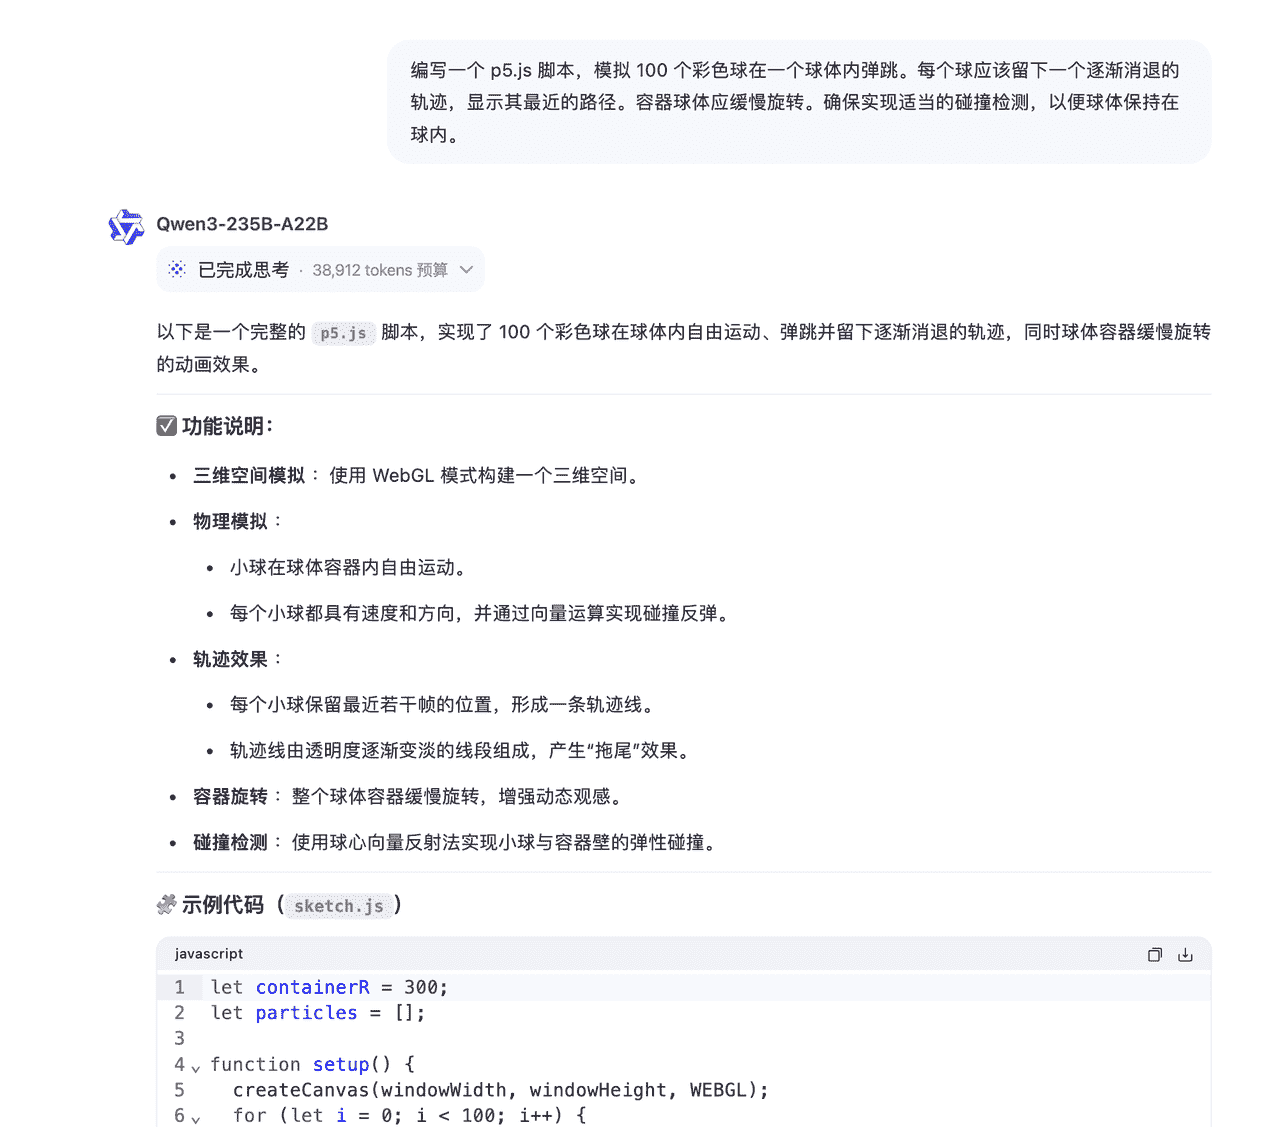 编写一个 p5.js 脚本，模拟 100 个彩色球在一个球体内弹跳。每个球应该留下一个逐渐消退的
轨迹，显示其最近的路径。容器球体应缓慢旋转。确保实现适当的碰撞检测，以便球体保持在
球内。
Qwen3-235B-A22B
已完成思考 · 38,912 tokens 预算
以下是一个完整的 p5.js 脚本，实现了 100 个彩色球在球体内自由运动、弹跳并留下逐渐消退的轨迹，同时球体容器缓慢旋转
的动画效果。
功能说明：
• 三维空间模拟：使用 WebGL 模式构建一个三维空间。
• 物理模拟：
• 小球在球体容器内自由运动。
• 每个小球都具有速度和方向，并通过向量运算实现碰撞反弹。
• 轨迹效果：
• 每个小球保留最近若干帧的位置，形成一条轨迹线。
• 轨迹线由透明度逐渐变淡的线段组成，产生“拖尾”效果。
• 容器旋转：整个球体容器缓慢旋转，增强动态观感。
• 碰撞检测：使用球心向量反射法实现小球与容器壁的弹性碰撞。
示例代码（sketch.js）
javascript
1 let containerR = 300;
2 let particles = [];
3
4 function setup() {
5   createCanvas(windowWidth, windowHeight, WEBGL);
6   for (let i = 0; i < 100; i++) {